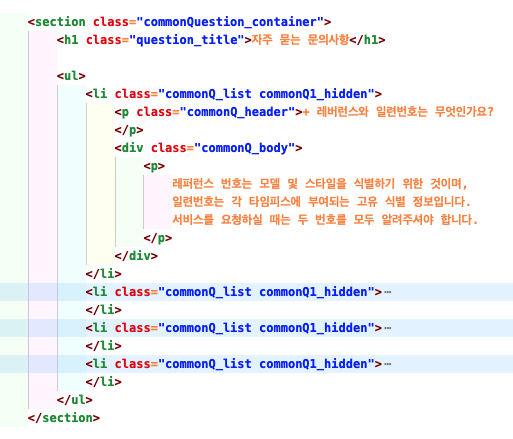 <section class="commonQuestion_container">
<h1 class="question_title">자주 묻는 문의사항</h1>
<ul>
<li class="commonQ_list commonQ1_hidden">
<p class="commonQ_header">+ 레버런스와 일련번호는 무엇인가요?
</p>
<div class="commonQ_body">
<p>
레퍼런스 번호는 모델 및 스타일을 식별하기 위한 것이며,
일련번호는 각 타임피스에 부여되는 고유 식별 정보입니다.
서비스를 요청하실 때는 두 번호를 모두 알려주셔야 합니다.
</p>
</div>
</li>
<li class="commonQ_list commonQ1_hidden">⋯
</li>
<li class="commonQ_list commonQ1_hidden">⋯
</li>
<li class="commonQ_list commonQ1_hidden">⋯
</li>
</ul>
</section>